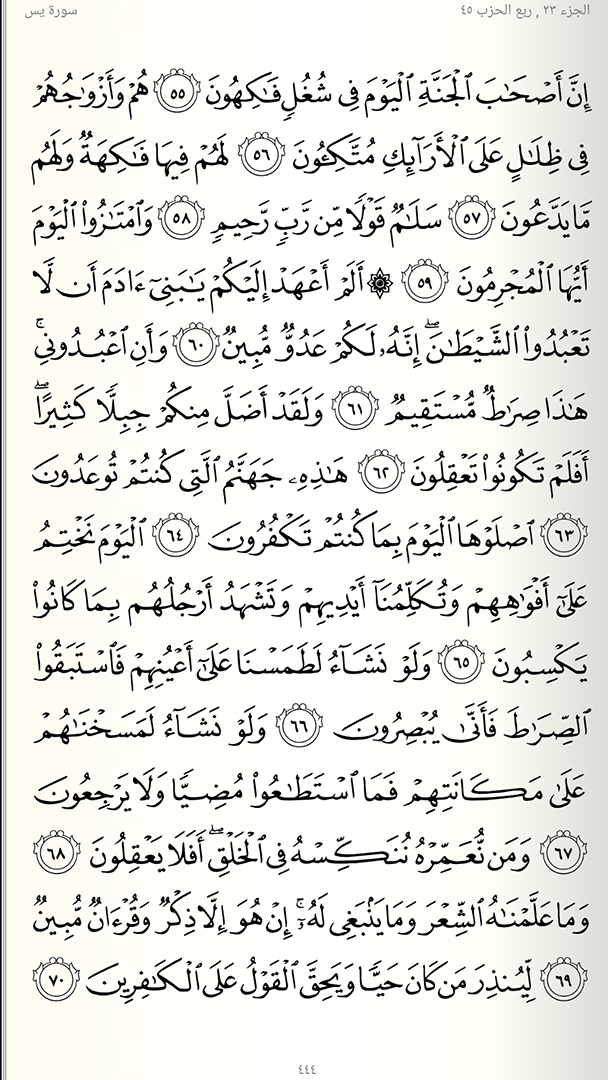 الجزء ٢٣ , ربع الحزب ٤٥
سورة يس
إِنَّ أَصۡحَٰبَ ٱلۡجَنَّةِ ٱلۡيَوۡمَ فِي شُغُلٖ فَٰكِهُونَ ٥٥ هُمۡ وَأَزۡوَٰجُهُمۡ
فِي ظِلَٰلٍ عَلَى ٱلۡأَرَآئِكِ مُتَّكِـُٔونَ ٥٦ لَهُمۡ فِيهَا فَٰكِهَةٞ وَلَهُم
مَّا يَدَّعُونَ ٥٧ سَلَٰمٞ قَوۡلٗا مِّن رَّبّٖ رَّحِيمٖ ٥٨ وَٱمۡتَٰزُواْ ٱلۡيَوۡمَ
أَيُّهَا ٱلۡمُجۡرِمُونَ ٥٩ ۞ أَلَمۡ أَعۡهَدۡ إِلَيۡكُمۡ يَٰبَنِيٓ ءَادَمَ أَن لَّا
تَعۡبُدُواْ ٱلشَّيۡطَٰنَۖ إِنَّهُۥ لَكُمۡ عَدُوّٞ مُّبِينٞ ٦٠ وَأَنِ ٱعۡبُدُونِيۚ
هَٰذَا صِرَٰطٞ مُّسۡتَقِيمٞ ٦١ وَلَقَدۡ أَضَلَّ مِنكُمۡ جِبِلّٗا كَثِيرًاۖ
أَفَلَمۡ تَكُونُواْ تَعۡقِلُونَ ٦٢ هَٰذِهِۦ جَهَنَّمُ ٱلَّتِي كُنتُمۡ تُوعَدُونَ
٦٣ ٱصۡلَوۡهَا ٱلۡيَوۡمَ بِمَا كُنتُمۡ تَكۡفُرُونَ ٦٤ ٱلۡيَوۡمَ نَخۡتِمُ
عَلَىٰٓ أَفۡوَٰهِهِمۡ وَتُكَلِّمُنَآ أَيۡدِيهِمۡ وَتَشۡهَدُ أَرۡجُلُهُم بِمَا كَانُواْ
يَكۡسِبُونَ ٦٥ وَلَوۡ نَشَآءُ لَطَمَسۡنَا عَلَىٰٓ أَعۡيُنِهِمۡ فَٱسۡتَبَقُواْ
ٱلصِّرَٰطَ فَأَنَّىٰ يُبۡصِرُونَ ٦٦ وَلَوۡ نَشَآءُ لَمَسَخۡنَٰهُمۡ
عَلَىٰ مَكَانَتِهِمۡ فَمَا ٱسۡتَطَٰعُواْ مُضِيّٗا وَلَا يَرۡجِعُونَ
٦٧ وَمَن نُّعَمِّرۡهُ نُنَكِّسۡهُ فِي ٱلۡخَلۡقِۖ أَفَلَا يَعۡقِلُونَ ٦٨
وَمَا عَلَّمۡنَٰهُ ٱلشِّعۡرَ وَمَا يَنۢبَغِي لَهُۥٓۚ إِنۡ هُوَ إِلَّا ذِكۡرٞ وَقُرۡءَانٞ مُّبِينٞ
٦٩ لِّيُنذِرَ مَن كَانَ حَيّٗا وَيَحِقَّ ٱلۡقَوۡلُ عَلَى ٱلۡكَٰفِرِينَ ٧٠
٤٤٤